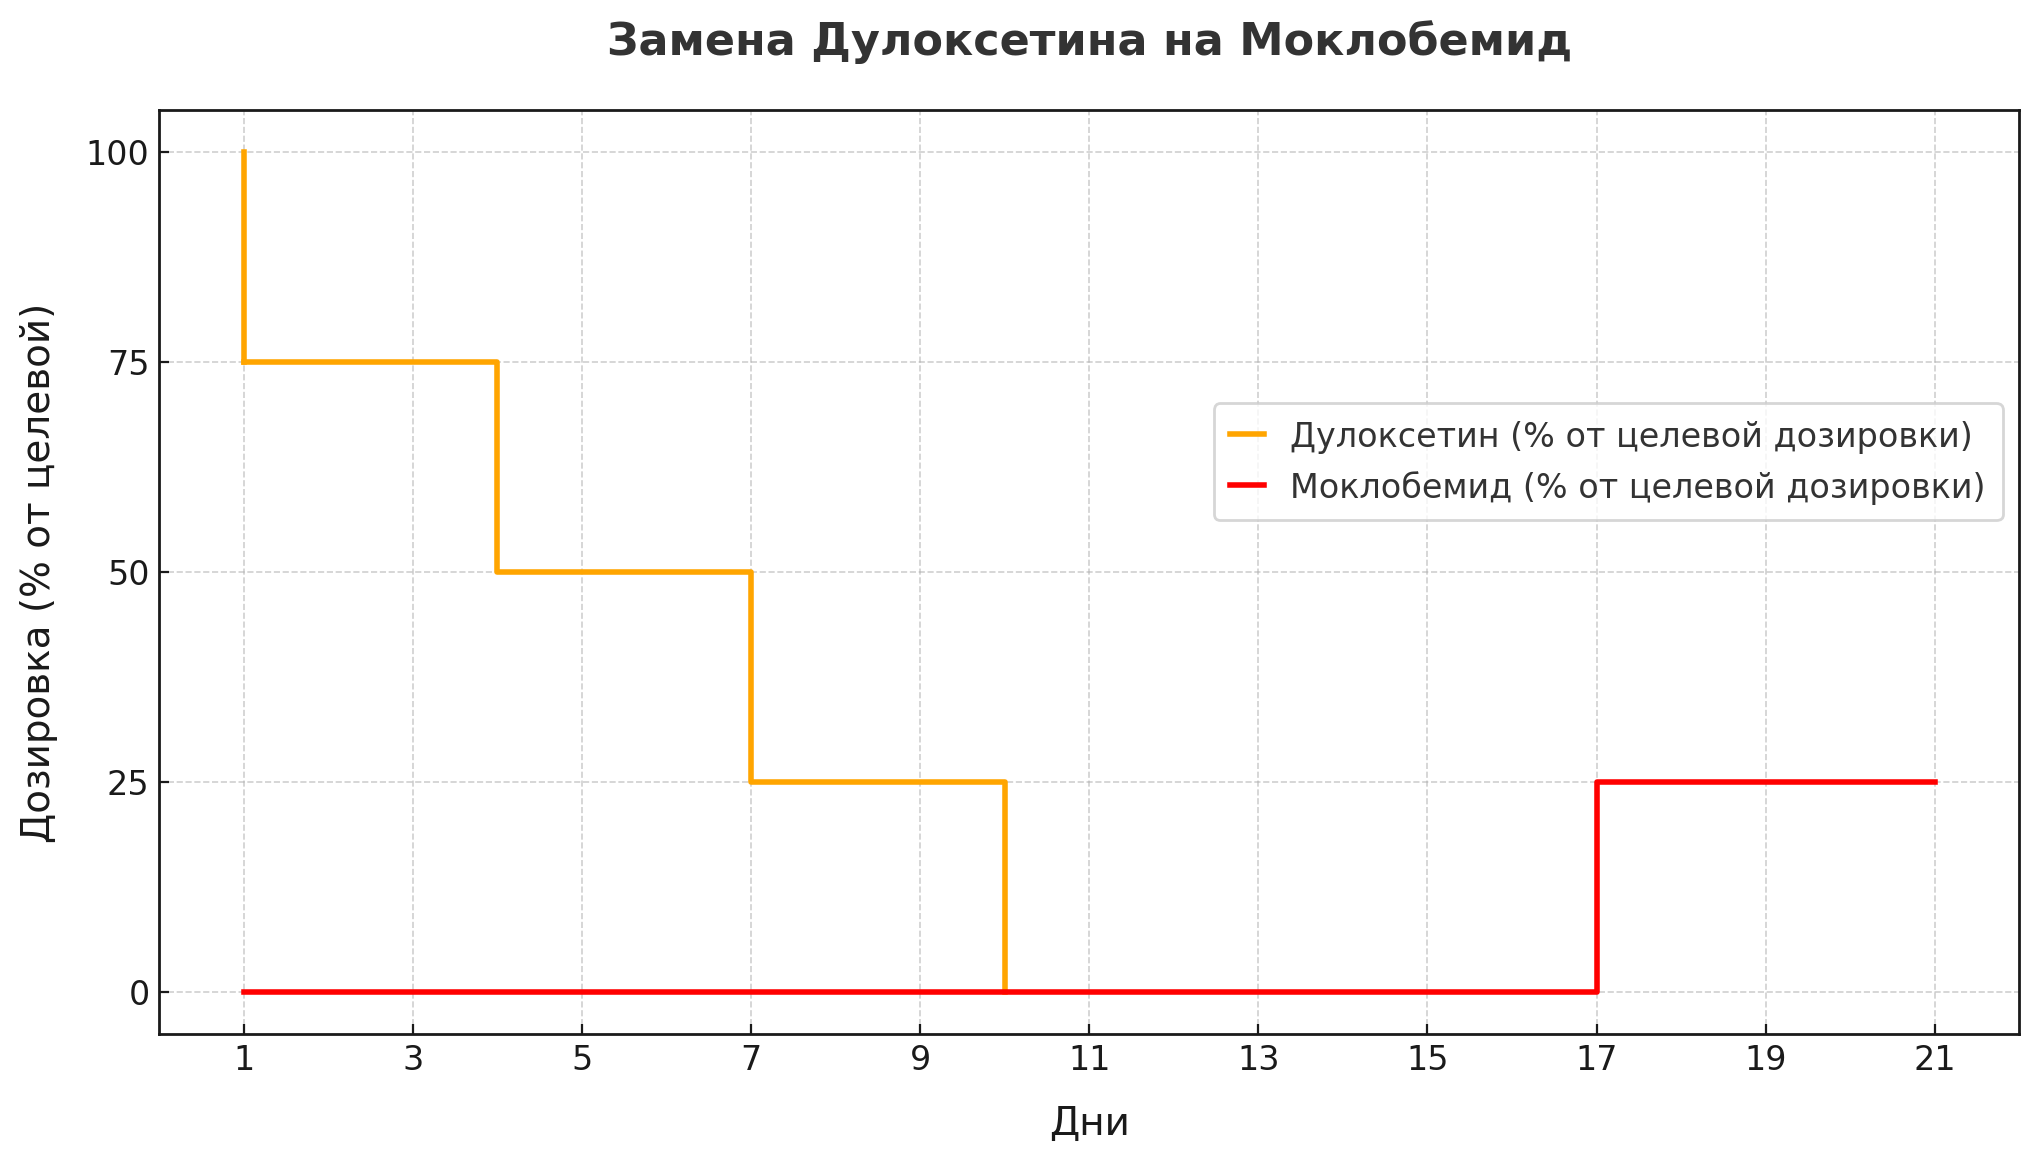 Замена Дулоксетина на Моклобемид
Дозировка (% от целевой)
100
75
50
25
0
Дулоксетин (% от целевой дозировки)
Моклобемид (% от целевой дозировки)
1 3 5 7 9 11 13 15 17 19 21
Дни